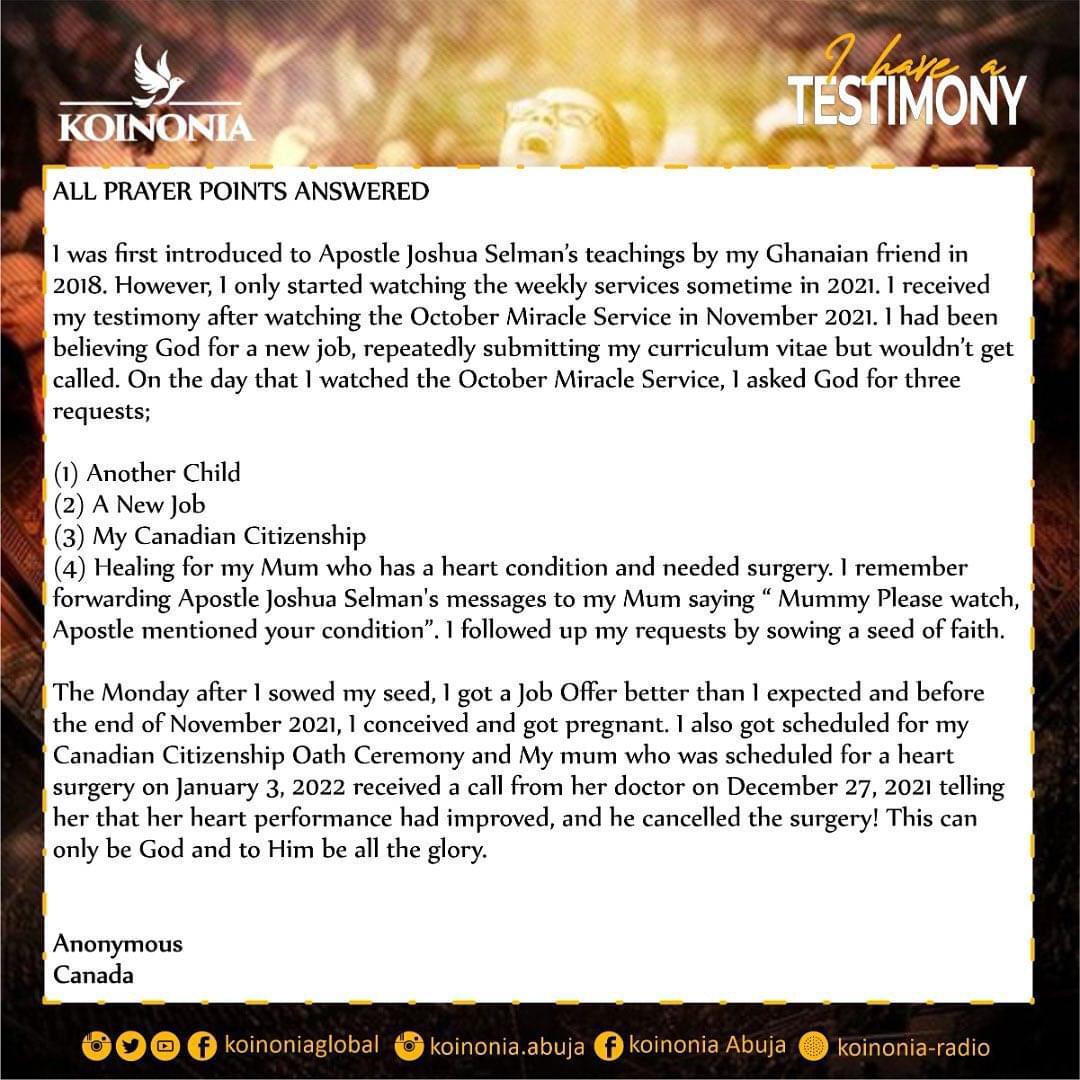 KOINONIA
I have a
TESTIMONY
ALL PRAYER POINTS ANSWERED
I was first introduced to Apostle Joshua Selman’s teachings by my Ghanaian friend in
2018. However, I only started watching the weekly services sometime in 2021. I received
my testimony after watching the October Miracle Service in November 2021. I had been
believing God for a new job, repeatedly submitting my curriculum vitae but wouldn’t get
called. On the day that I watched the October Miracle Service, I asked God for three
requests;
(1) Another Child
(2) A New Job
(3) My Canadian Citizenship
(4) Healing for my Mum who has a heart condition and needed surgery. I remember
forwarding Apostle Joshua Selman's messages to my Mum saying “ Mummy Please watch,
Apostle mentioned your condition”. I followed up my requests by sowing a seed of faith.
The Monday after I sowed my seed, I got a Job Offer better than I expected and before
the end of November 2021, I conceived and got pregnant. I also got scheduled for my
Canadian Citizenship Oath Ceremony and My mum who was scheduled for a heart
surgery on January 3, 2022 received a call from her doctor on December 27, 2021 telling
her that her heart performance had improved, and he cancelled the surgery! This can
only be God and to Him be all the glory.
Anonymous
Canada
koinoniaglobal koinonia.abuja koinonia Abuja koinonia-radio